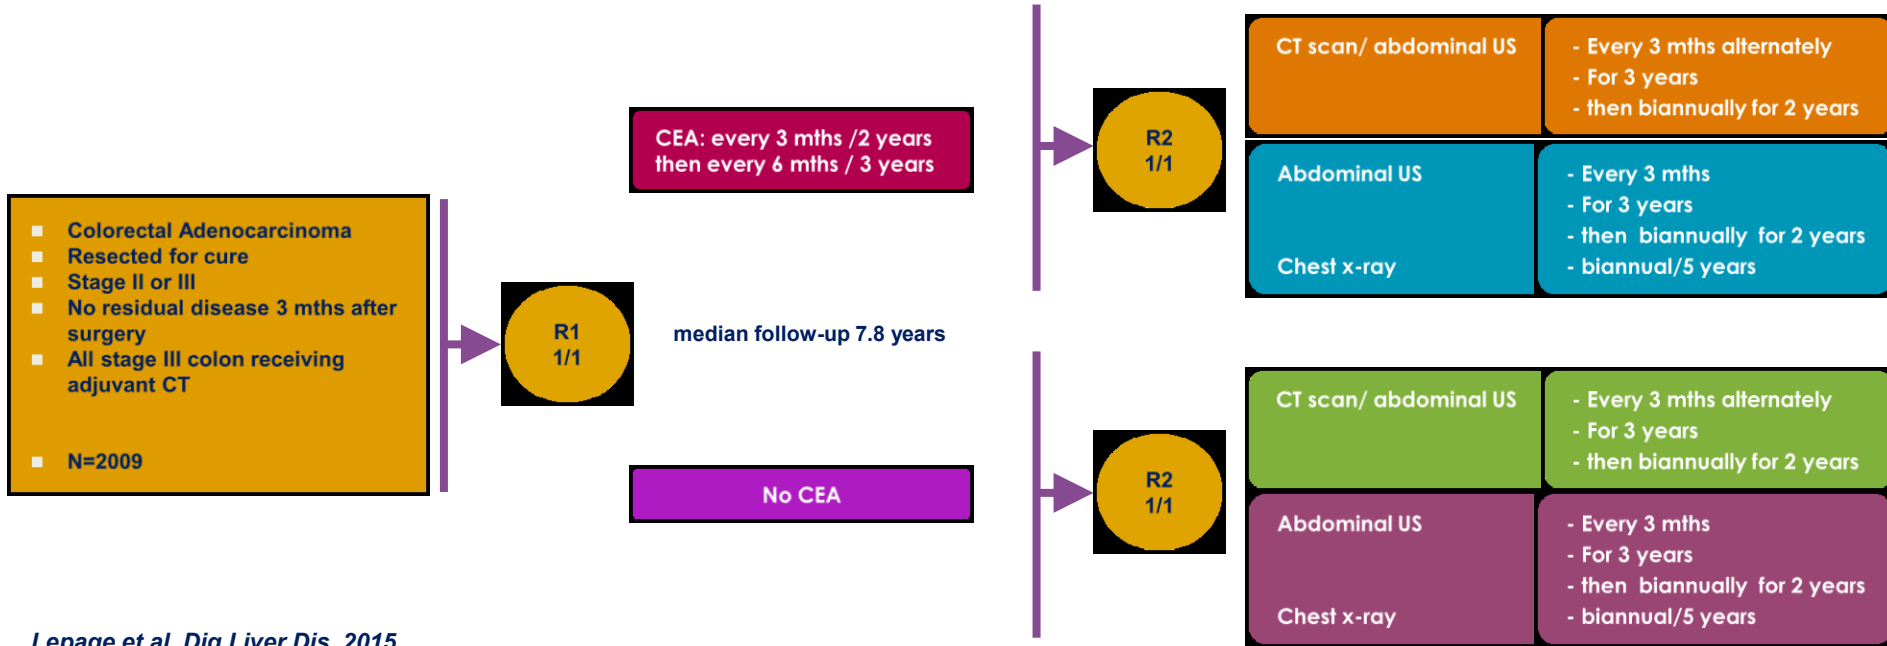 Colorectal Adenocarcinoma
Resected for cure
Stage II or III
No residual disease 3 mths after
surgery
All stage III colon receiving
adjuvant CT
N=2009
R1
1/1
CEA: every 3 mths /2 years
then every 6 mths / 3 years
median follow-up 7.8 years
No CEA
R2
1/1
CT scan/ abdominal US
- Every 3 mths alternately
- For 3 years
- then biannually for 2 years
Abdominal US
- Every 3 mths
- For 3 years
- then biannually for 2 years
Chest x-ray
- biannual/5 years
R2
1/1
CT scan/ abdominal US
- Every 3 mths alternately
- For 3 years
- then biannually for 2 years
Abdominal US
- Every 3 mths
- For 3 years
- then biannually for 2 years
Chest x-ray
- biannual/5 years
Lepage et al. Dig Liver Dis. 2015